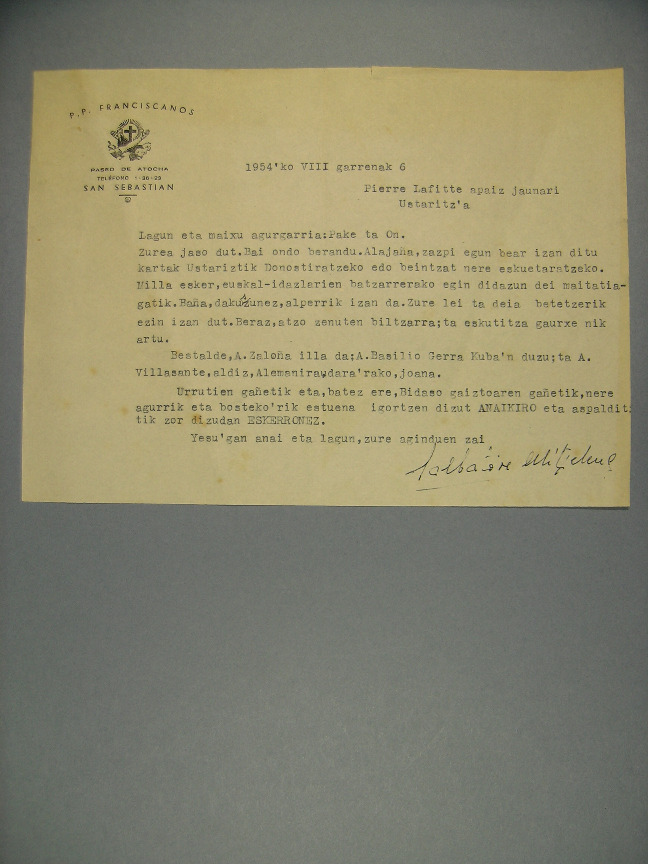 P.P. FRANCISCANOS
PASEO DE ATOCHA
TELÉFONO 1-36-23
SAN SEBASTIAN
1954'ko VIII garrenak 6
Pierre Lafitte apaiz jaunari
Ustaritz'a
Lagun eta maixu agurgarria:Pake ta On.
Zurea jaso dut.Bai ondo berandu.Alajaña,zazpi egun bear izan ditu
kartak Ustariztik Donostiratzeko edo beintzat nere eskuetaratzeko.
Milla esker,euskal-idazlarien batzarrerako egin didazun dei maitatia-
gatik.Baña,dakuzunez,alperrik izan da.Zure lei ta deia betetzerik
ezin izan dut.Beraz,atzo zenuten biltzarra;ta eskutitza gaurxe nik
artu.
Bestalde,A.Zaloña illa da;A.Basilio Gerra Kuba'n duzu;ta A.
Villasante,aldiz,Alemanira,dara'rako,joana.
Urrutien gañetik eta,batez ere,Bidaso gaiztoaren gañetik,nere
agurrik eta bosteko'rik estuena igortzen dizut ANAIKIRO eta aspaldit
tik zor dizudan ESKERRONEZ.
Yesu'gan anai eta lagun,zure aginduen zai